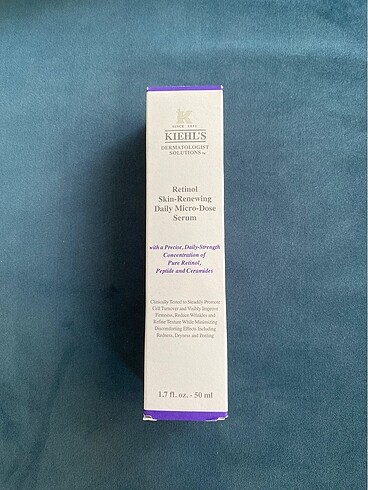 K
SINCE 1851
KIEHL'S
DERMATOLOGIST
SOLUTIONS™
Retinol
Skin-Renewing
Daily Micro-Dose
Serum
with a Precise, Daily-Strength
Concentration of
Pure Retinol,
Peptide and Ceramides
Clinically Tested to Steadily Promote
Cell Turnover and Visibly Improve
Firmness, Reduce Wrinkles and
Refine Texture While Minimizing
Discomforting Effects Including
Redness, Dryness and Peeling
1.7 fl. oz. - 50 ml